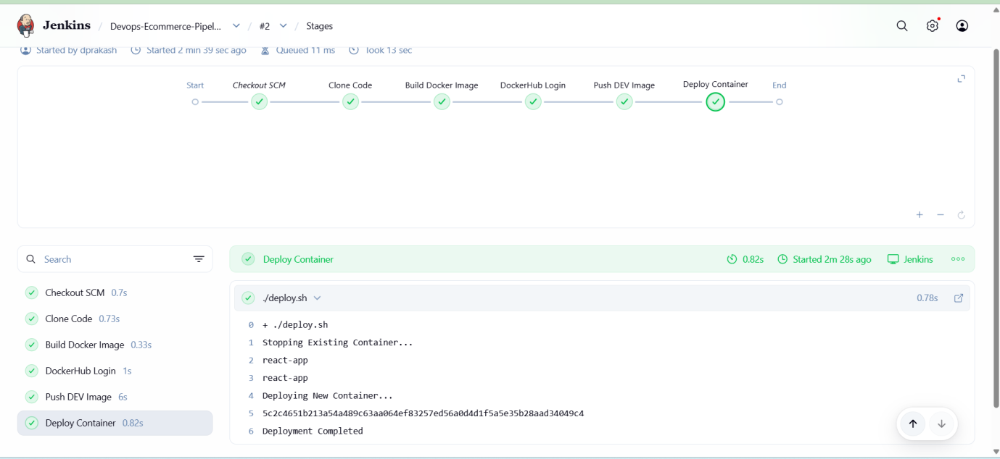 Jenkins / Devops-Ecommerce-Pipel... / #2 / Stages
Started by dprakash Started 2 min 39 sec ago Queued 11 ms Took 13 sec
Start Checkout SCM Clone Code Build Docker Image DockerHub Login Push DEV Image Deploy Container End
Search
Checkout SCM 0.7s
Clone Code 0.73s
Build Docker Image 0.33s
DockerHub Login 1s
Push DEV Image 6s
Deploy Container 0.82s
Deploy Container 0.82s Started 2m 28s ago Jenkins
./deploy.sh 0.78s
0 + ./deploy.sh
1 Stopping Existing Container...
2 react-app
3 react-app
4 Deploying New Container...
5 5c2c4651b213a54a489c63aa064ef83257ed56a0d4d1f5a5e35b28aad34049c4
6 Deployment Completed